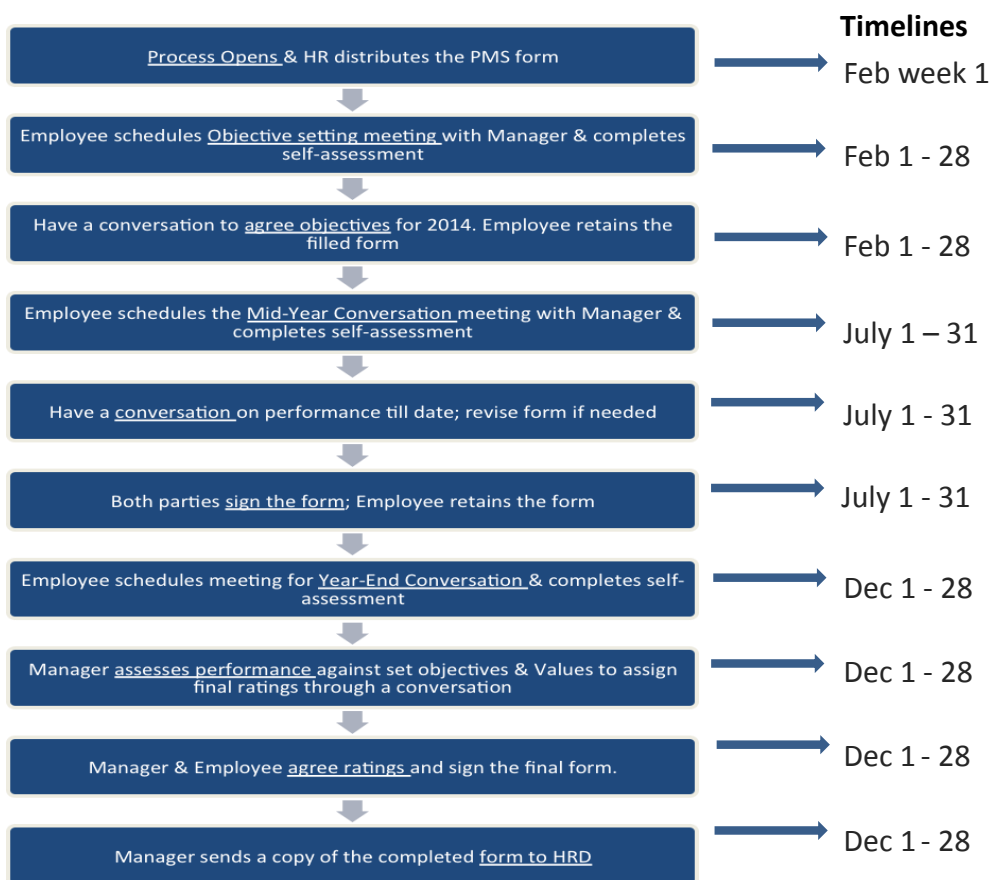 Timelines
Process Opens & HR distributes the PMS form
Feb week 1
Employee schedules Objective setting meeting with Manager & completes
self-assessment
Feb 1 - 28
Have a conversation to agree objectives for 2014. Employee retains the
filled form
Feb 1 - 28
Employee schedules the Mid-Year Conversation meeting with Manager &
completes self-assessment
July 1 – 31
Have a conversation on performance till date; revise form if needed
July 1 - 31
Both parties sign the form; Employee retains the form
July 1 - 31
Employee schedules meeting for Year-End Conversation & completes self-
assessment
Dec 1 - 28
Manager assesses performance against set objectives & Values to assign
final ratings through a conversation
Dec 1 - 28
Manager & Employee agree ratings and sign the final form.
Dec 1 - 28
Manager sends a copy of the completed form to HRD
Dec 1 - 28